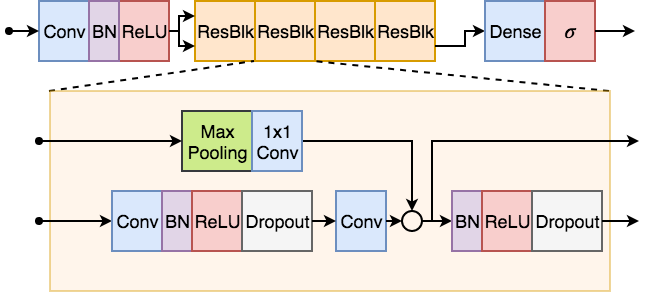 Conv BN ReLU ResBlk ResBlk ResBlk ResBlk Dense σ
Max Pooling 1x1 Conv
Conv BN ReLU Dropout Conv BN ReLU Dropout